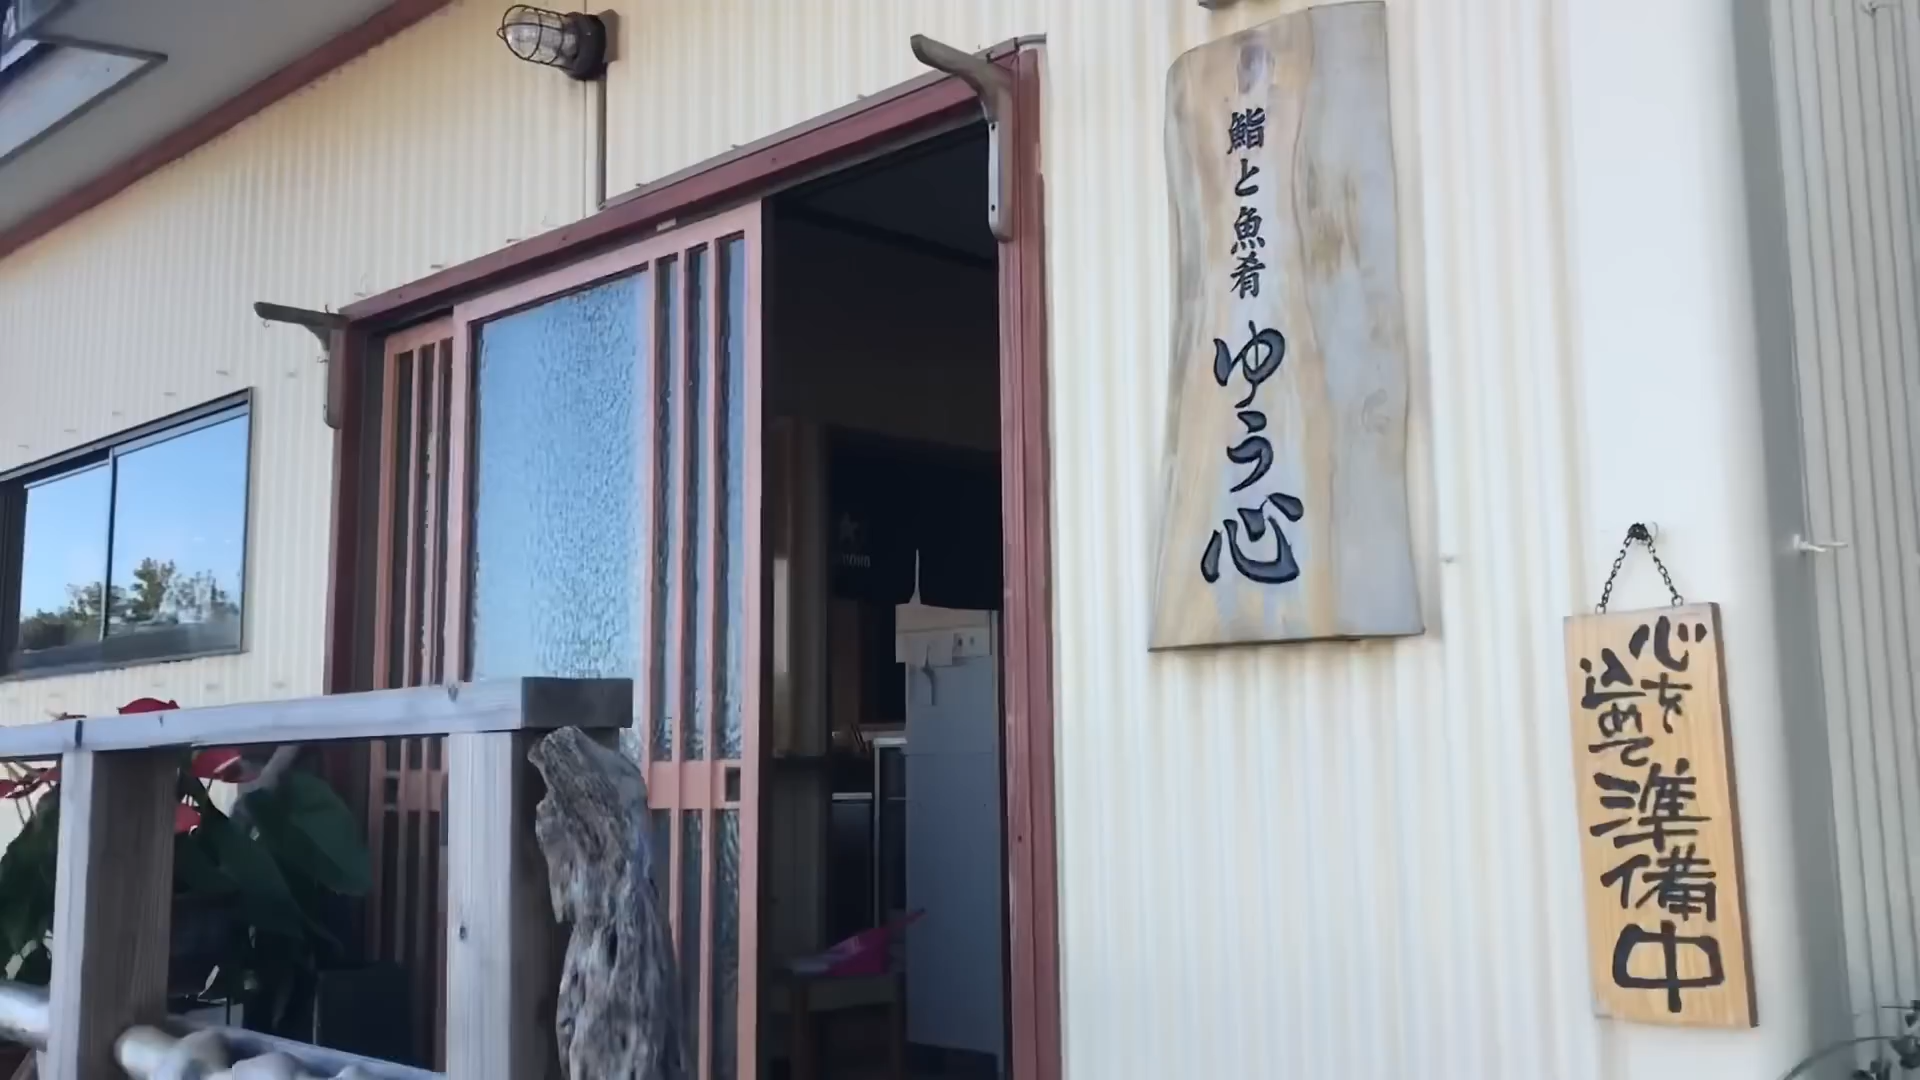 鮨と魚肴
ゆう心
心を
込めて
準備中